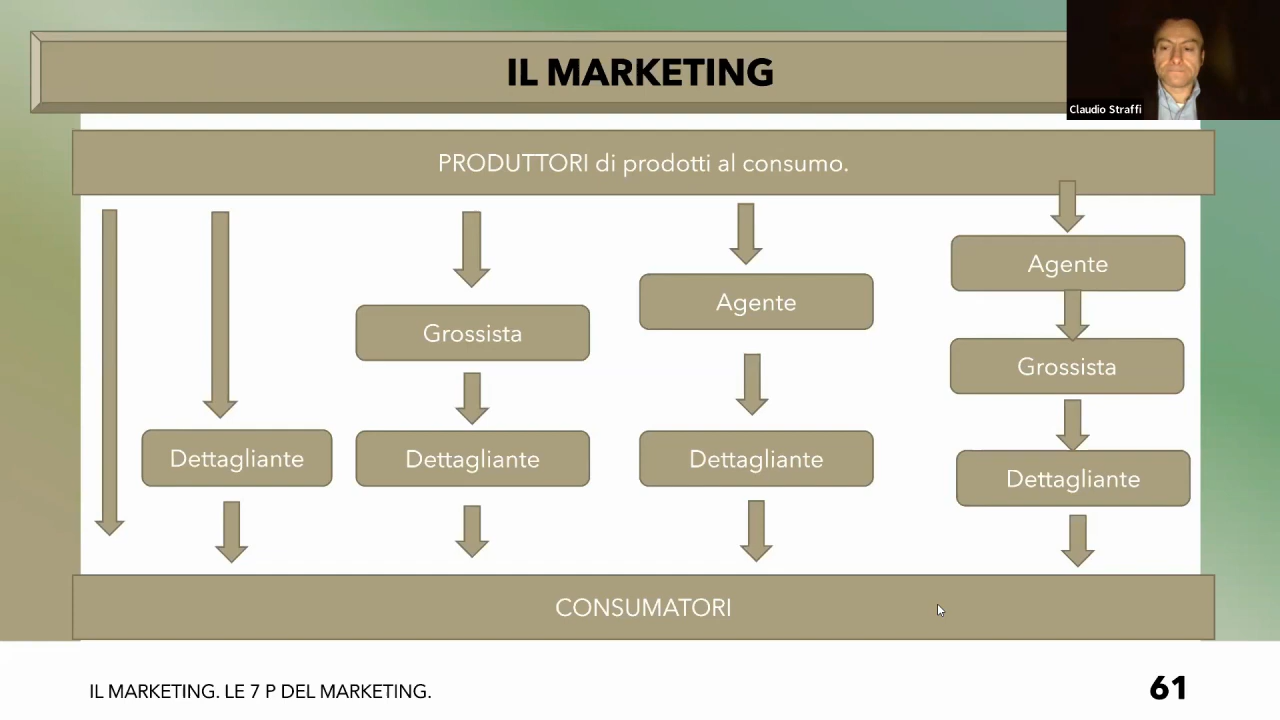 IL MARKETING
Claudio Straffi
PRODUTTORI di prodotti al consumo.
Agente
Agente
Grossista
Grossista
Dettagliante
Dettagliante
Dettagliante
Dettagliante
CONSUMATORI
IL MARKETING. LE 7 P DEL MARKETING.
61